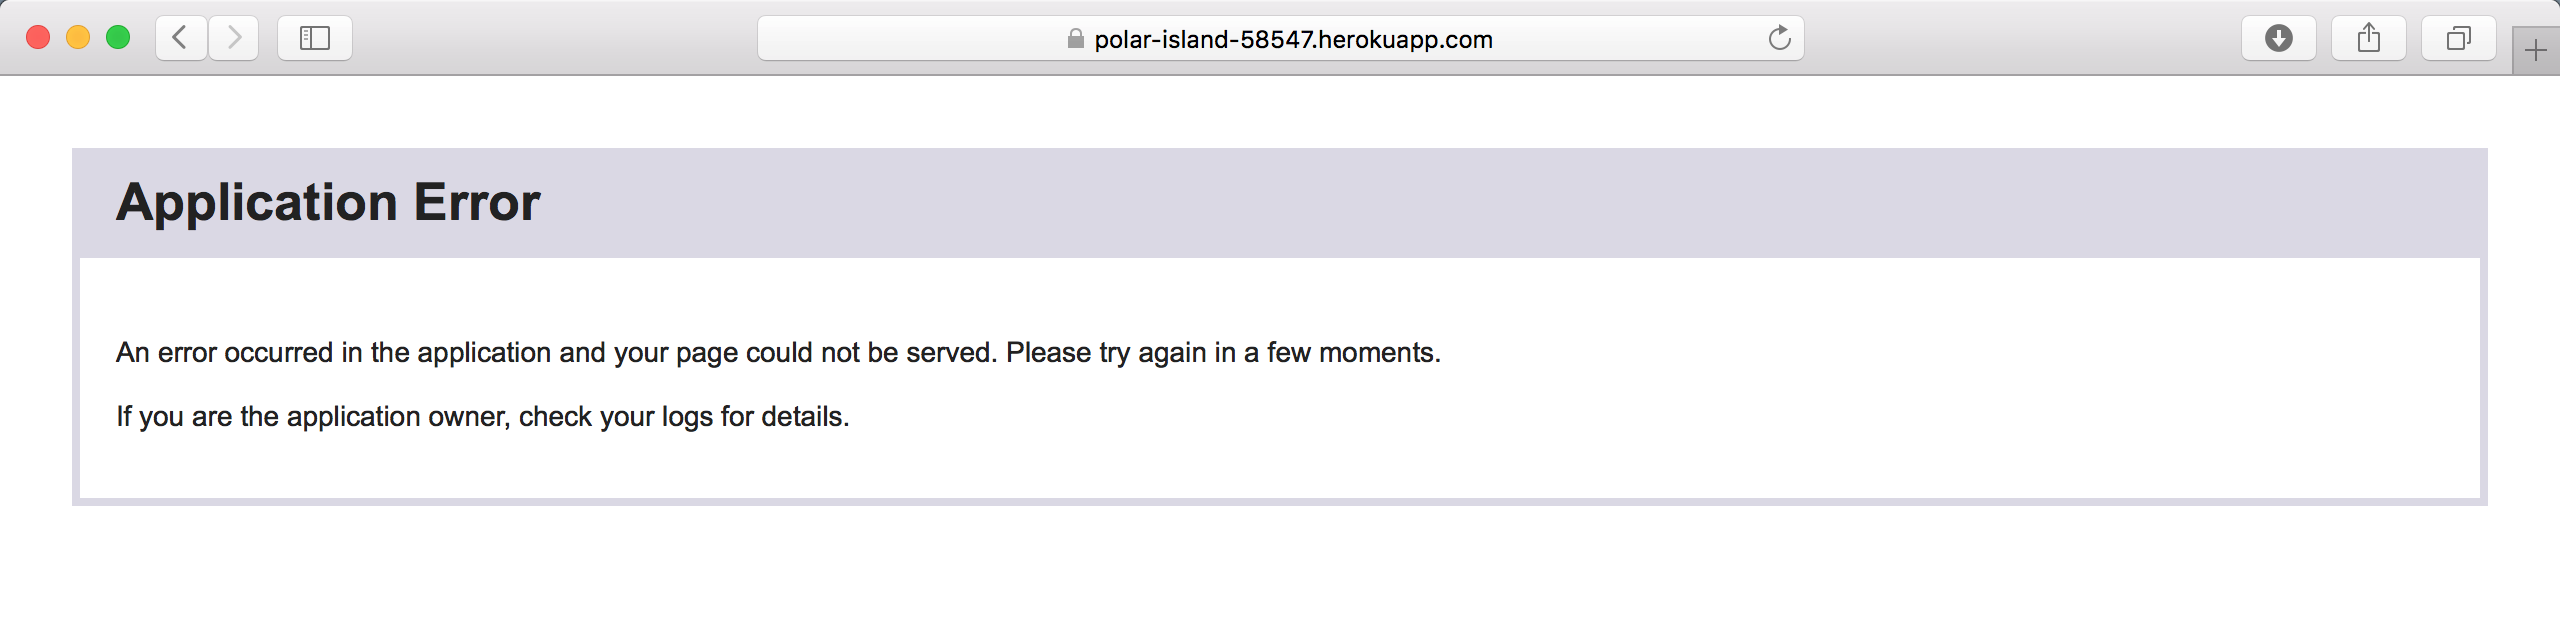 polar-island-58547.herokuapp.com
Application Error
An error occurred in the application and your page could not be served. Please try again in a few moments.
If you are the application owner, check your logs for details.